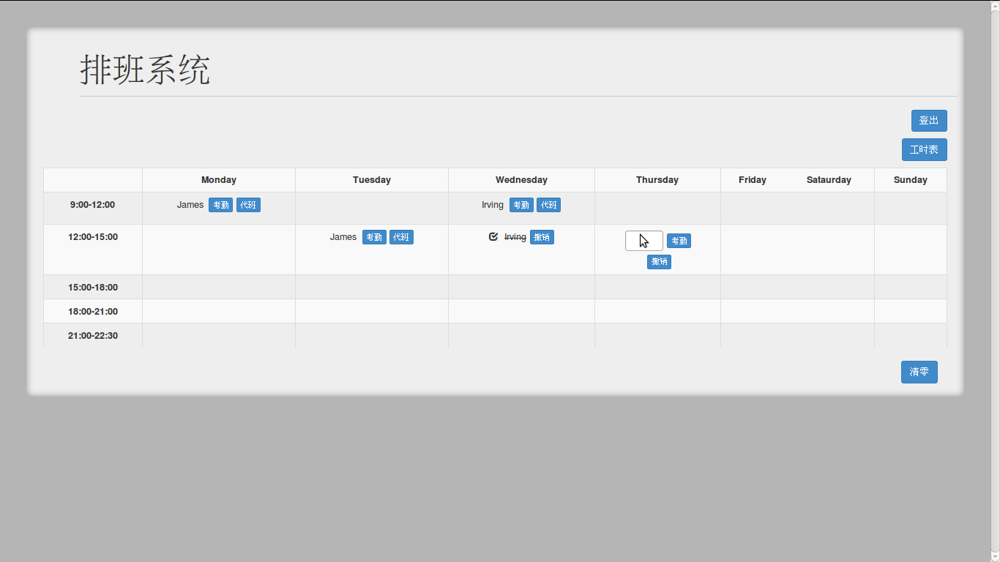 排班系统
登出
工时表
Monday Tuesday Wednesday Thursday Friday Sataurday Sunday
9:00-12:00 James 考勤 代班 Irving 考勤 代班
12:00-15:00 James 考勤 代班 Irving 撤销 考勤
撤销
15:00-18:00
18:00-21:00
21:00-22:30
清零